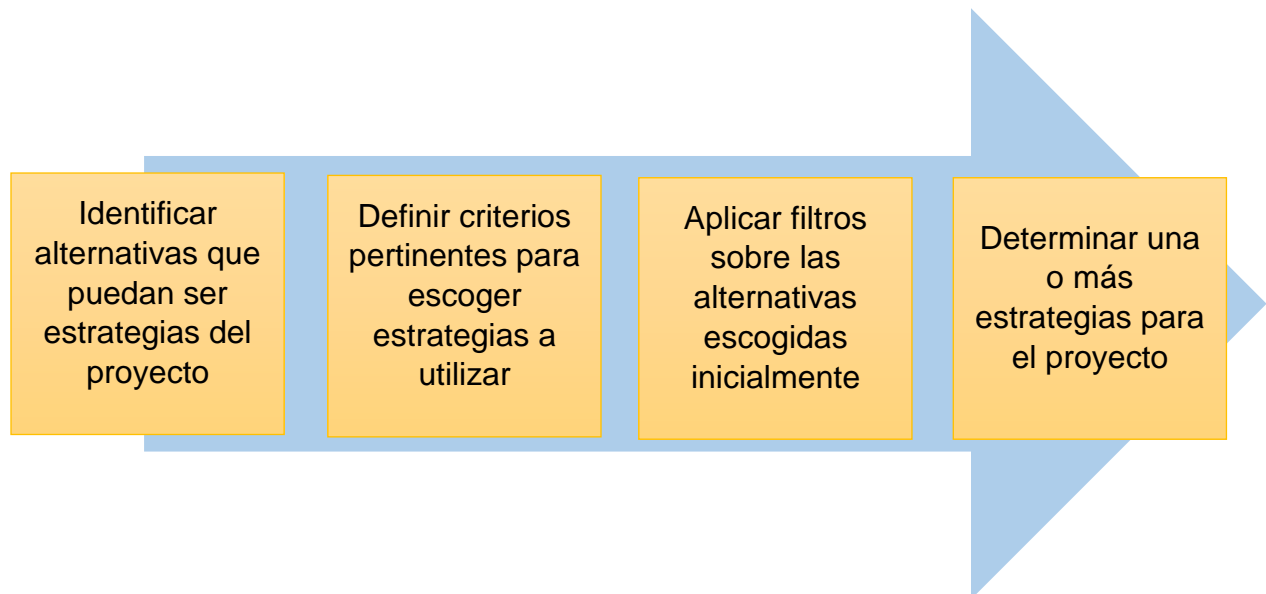 Identificar
alternativas que
puedan ser
estrategias del
proyecto
Definir criterios
pertinentes para
escoger
estrategias a
utilizar
Aplicar filtros
sobre las
alternativas
escogidas
inicialmente
Determinar una
o más
estrategias para
el proyecto